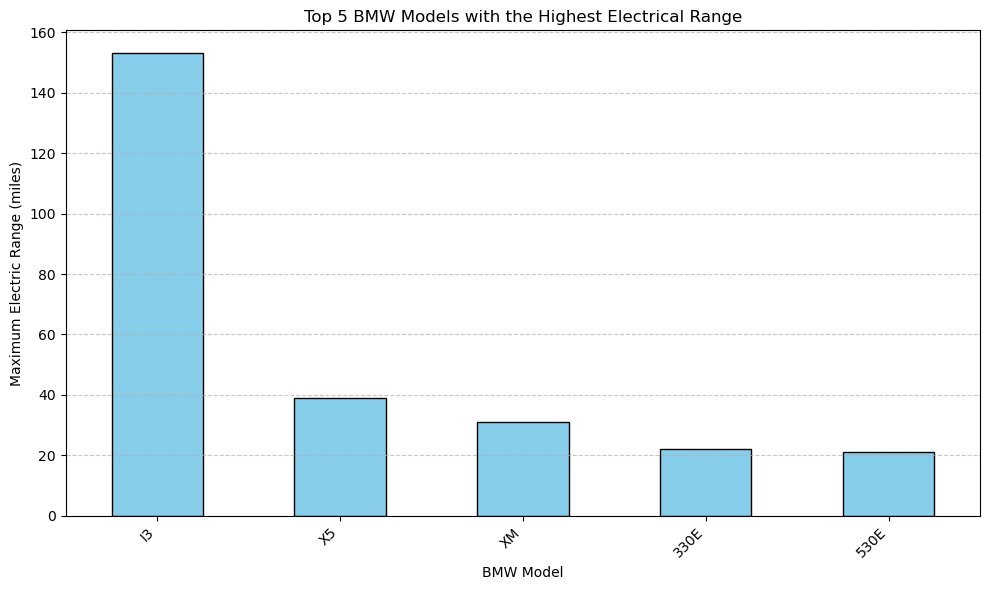 Top 5 BMW Models with the Highest Electrical Range
Maximum Electric Range (miles)
160
140
120
100
80
60
40
20
0
I3
X5
XM
330E
530E
BMW Model